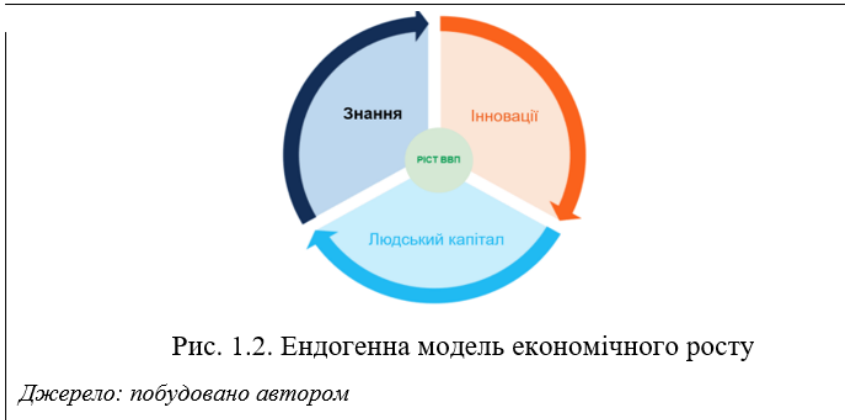 Знання
Інновації
РІСТ ВВП
Людський капітал
Рис. 1.2. Ендогенна модель економічного росту
Джерело: побудовано автором